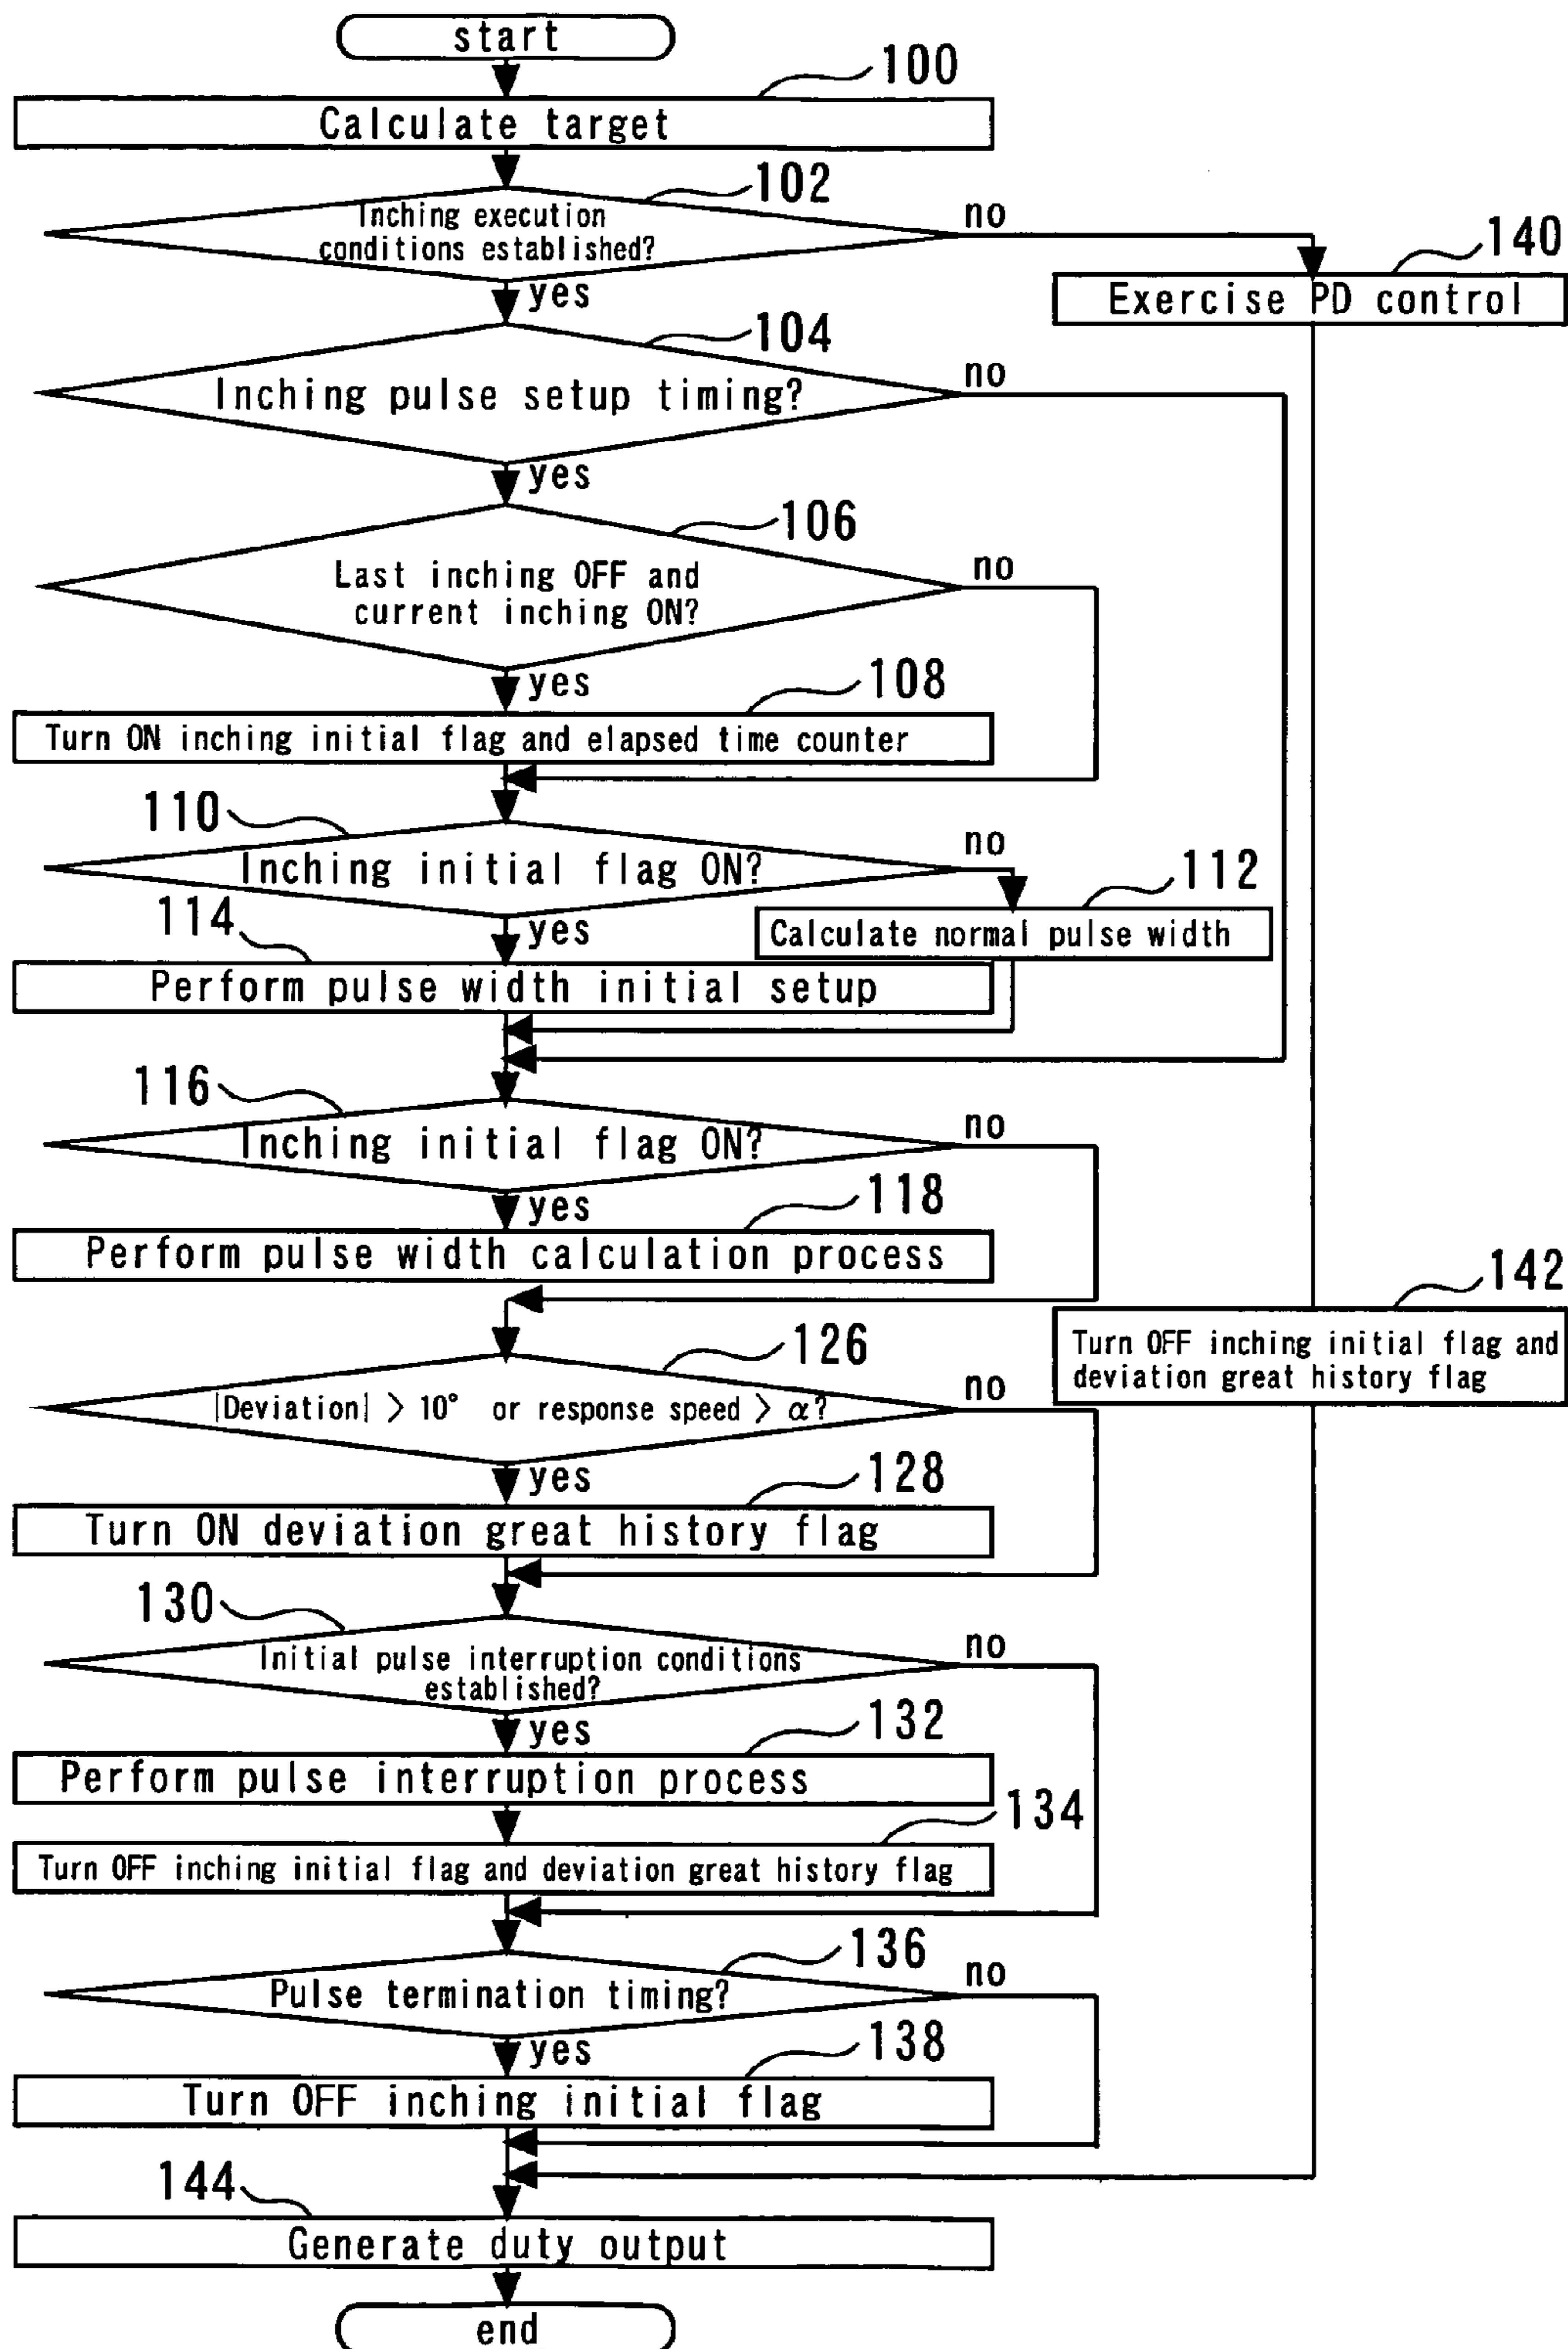 start
100
Calculate target
102
Inching execution
conditions established?
no
yes
140
Exercise PD control
104
Inching pulse setup timing?
no
yes
106
Last inching OFF and
current inching ON?
no
yes
108
Turn ON inching initial flag and elapsed time counter
110
Inching initial flag ON?
no
yes
112
Calculate normal pulse width
114
Perform pulse width initial setup
116
Inching initial flag ON?
no
yes
118
Perform pulse width calculation process
142
Turn OFF inching initial flag and
deviation great history flag
126
|Deviation| > 10° or response speed > α?
no
yes
128
Turn ON deviation great history flag
130
Initial pulse interruption conditions
established?
no
yes
132
Perform pulse interruption process
134
Turn OFF inching initial flag and deviation great history flag
136
Pulse termination timing?
no
yes
138
Turn OFF inching initial flag
144
Generate duty output
end